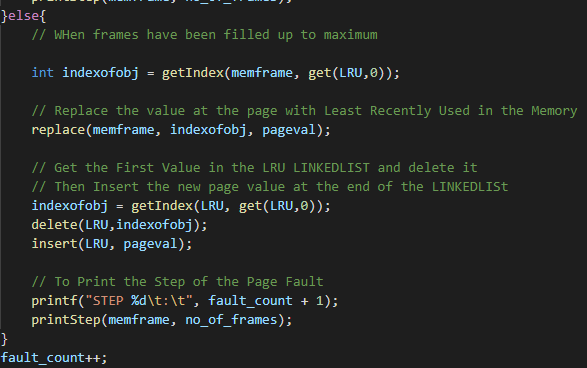 printStep(memframe, no_of_frames);
}else{
// WHen frames have been filled up to maximum
int indexofobj = getIndex(memframe, get(LRU,0));
// Replace the value at the page with Least Recently Used in the Memory
replace(memframe, indexofobj, pageval);
// Get the First Value in the LRU LINKEDLIST and delete it
// Then Insert the new page value at the end of the LINKEDLISt
indexofobj = getIndex(LRU, get(LRU,0));
delete(LRU,indexofobj);
insert(LRU, pageval);
// To Print the Step of the Page Fault
printf("STEP %d\t:\t", fault_count + 1);
printStep(memframe, no_of_frames);
}
fault_count++;